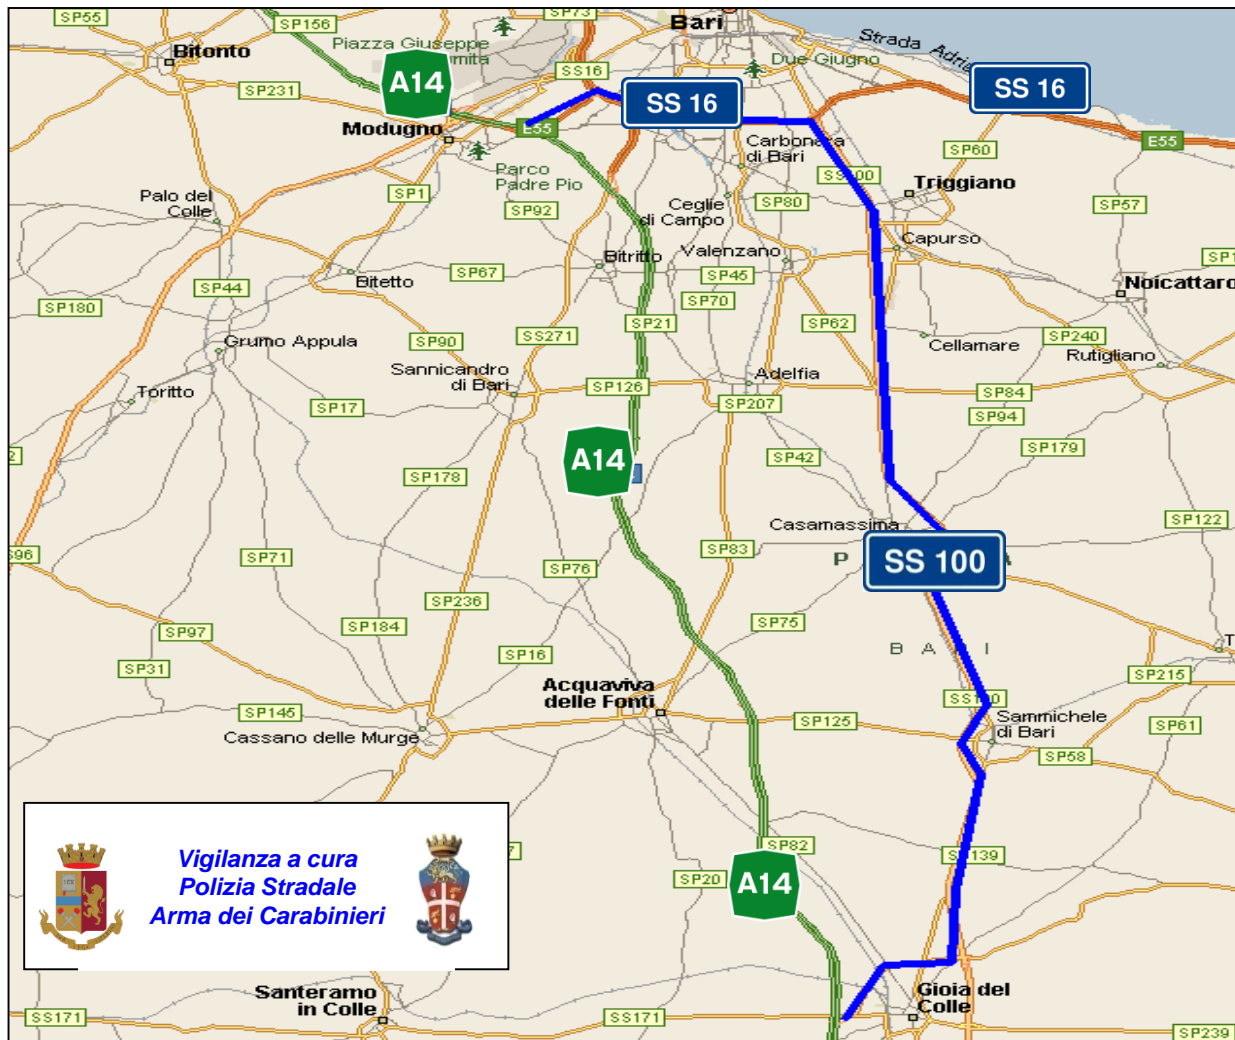 SP55
SP156
SP73
Bari
Bitonto
Piazza Giuseppe
Strada
Due Giugno
A14
SS16
SS 16
SS 16
SP231
Modugno
E55
E55
Parco
Padre Pio
Carbonara
di Bari
SP60
SP1
Triggiano
Palo del
Colle
SP92
Ceglie
di Campo
SP80
SP57
Capurso
Bitetto
SP67
Bitritto
Valenzano
SP45
Noicattaro
SP44
SP180
SP70
SP21
SP62
SP90
SS271
SP240
Grumo Appula
Cellamare
Rutigliano
Sannicandro
di Bari
SP126
Adelfia
Toritto
SP17
SP207
SP84
SP94
A14
SP42
SP179
SP178
Casamassima
SP122
SP71
SP76
SP83
SS 100
SP236
SP97
SP184
SP75
SP31
SP16
B A I
Acquaviva
delle Fonti
SP215
SP145
Cassano delle Murge
SP125
Sammichele
di Bari
SP61
SP58
Vigilanza a cura
Polizia Stradale
Arma dei Carabinieri
SP82
SP20
A14
Santeramo
in Colle
Gioia del
Colle
SS171
SS171
SP239